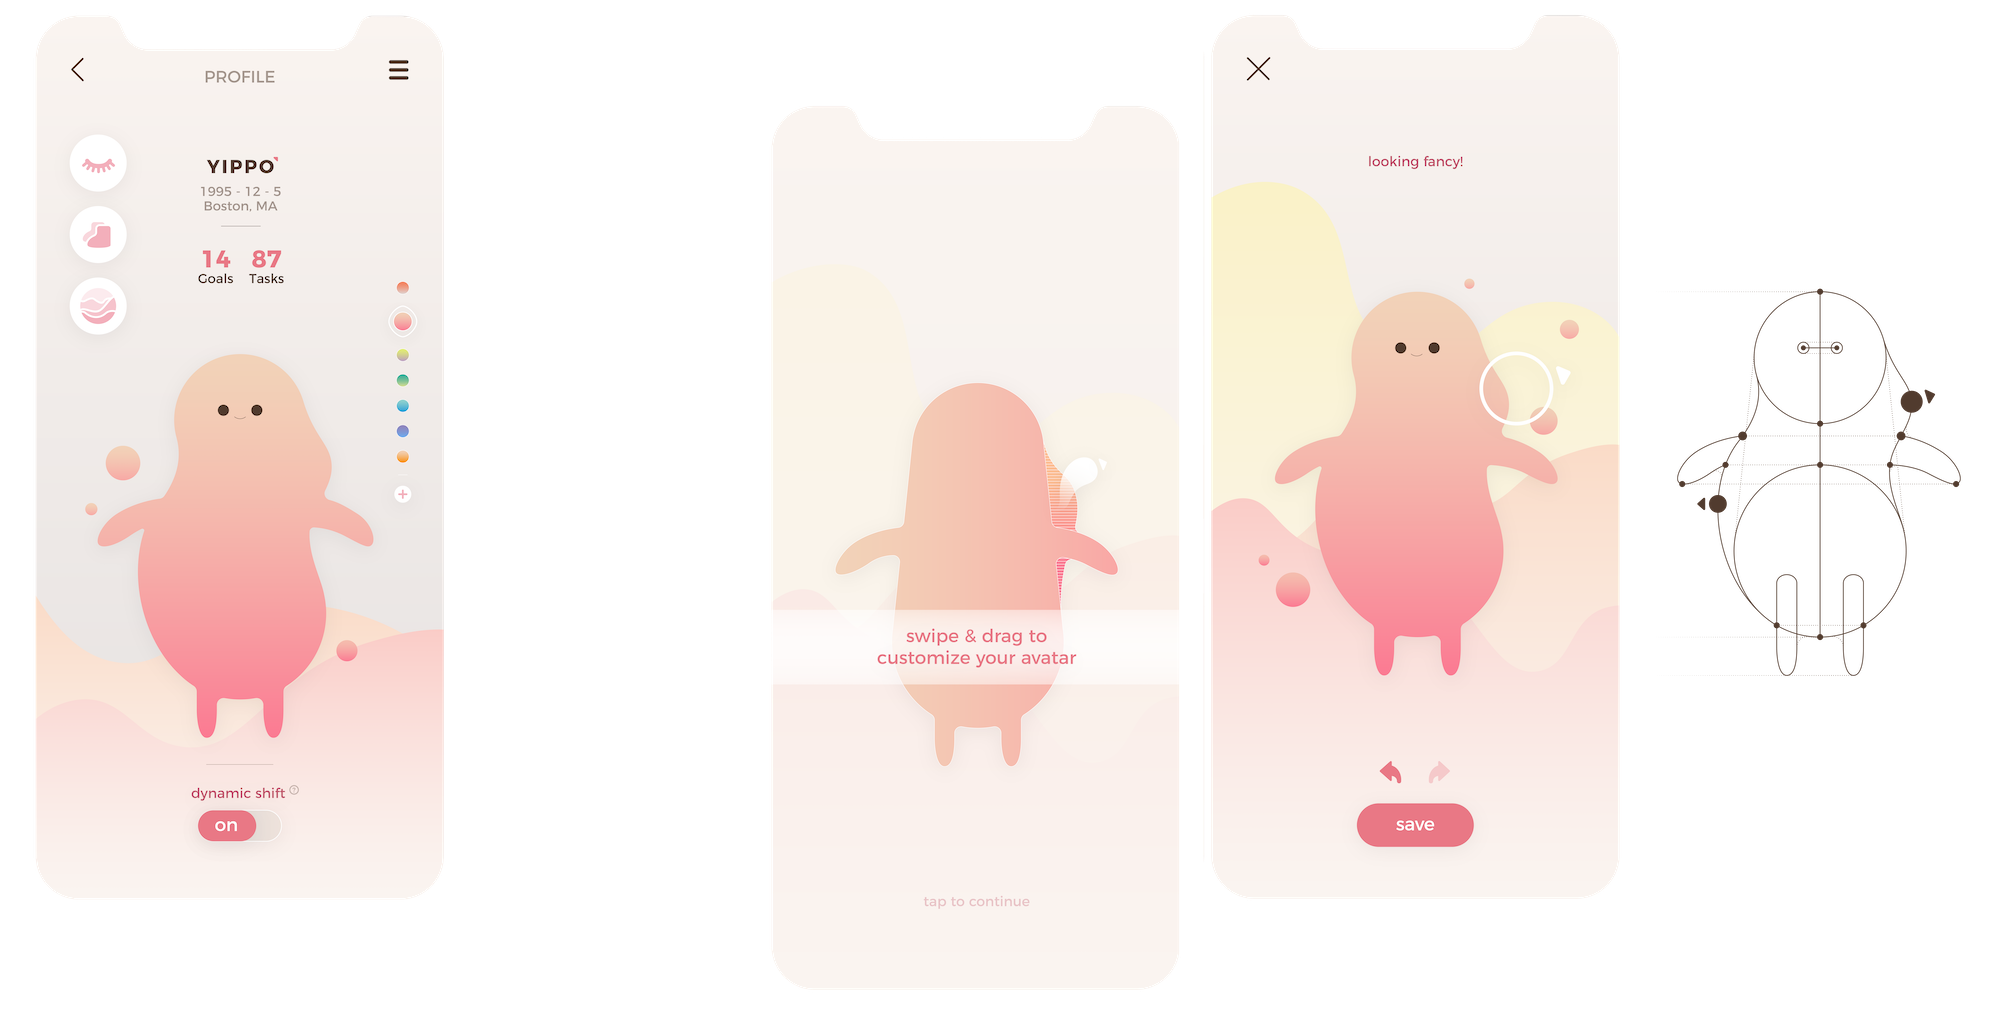 PROFILE
YIPPO
1995 - 12 - 5
Boston, MA
14 87
Goals Tasks
dynamic shift ?
on
swipe & drag to
customize your avatar
tap to continue
looking fancy!
save